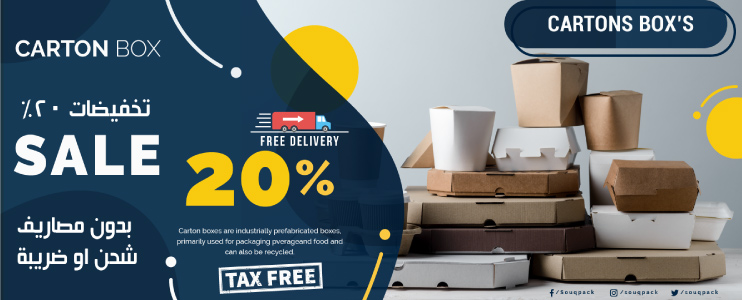 CARTON BOX
تخفيضات ٢٠٪
SALE
بدون مصاريف
شحن او ضريبة
FREE DELIVERY
20%
Carton boxes are industrially prefabricated boxes,
primarily used for packaging pverageand food and
can also be recycled.
TAX FREE
CARTONS BOX'S
/Souqpack
/souqpack
/souqpack